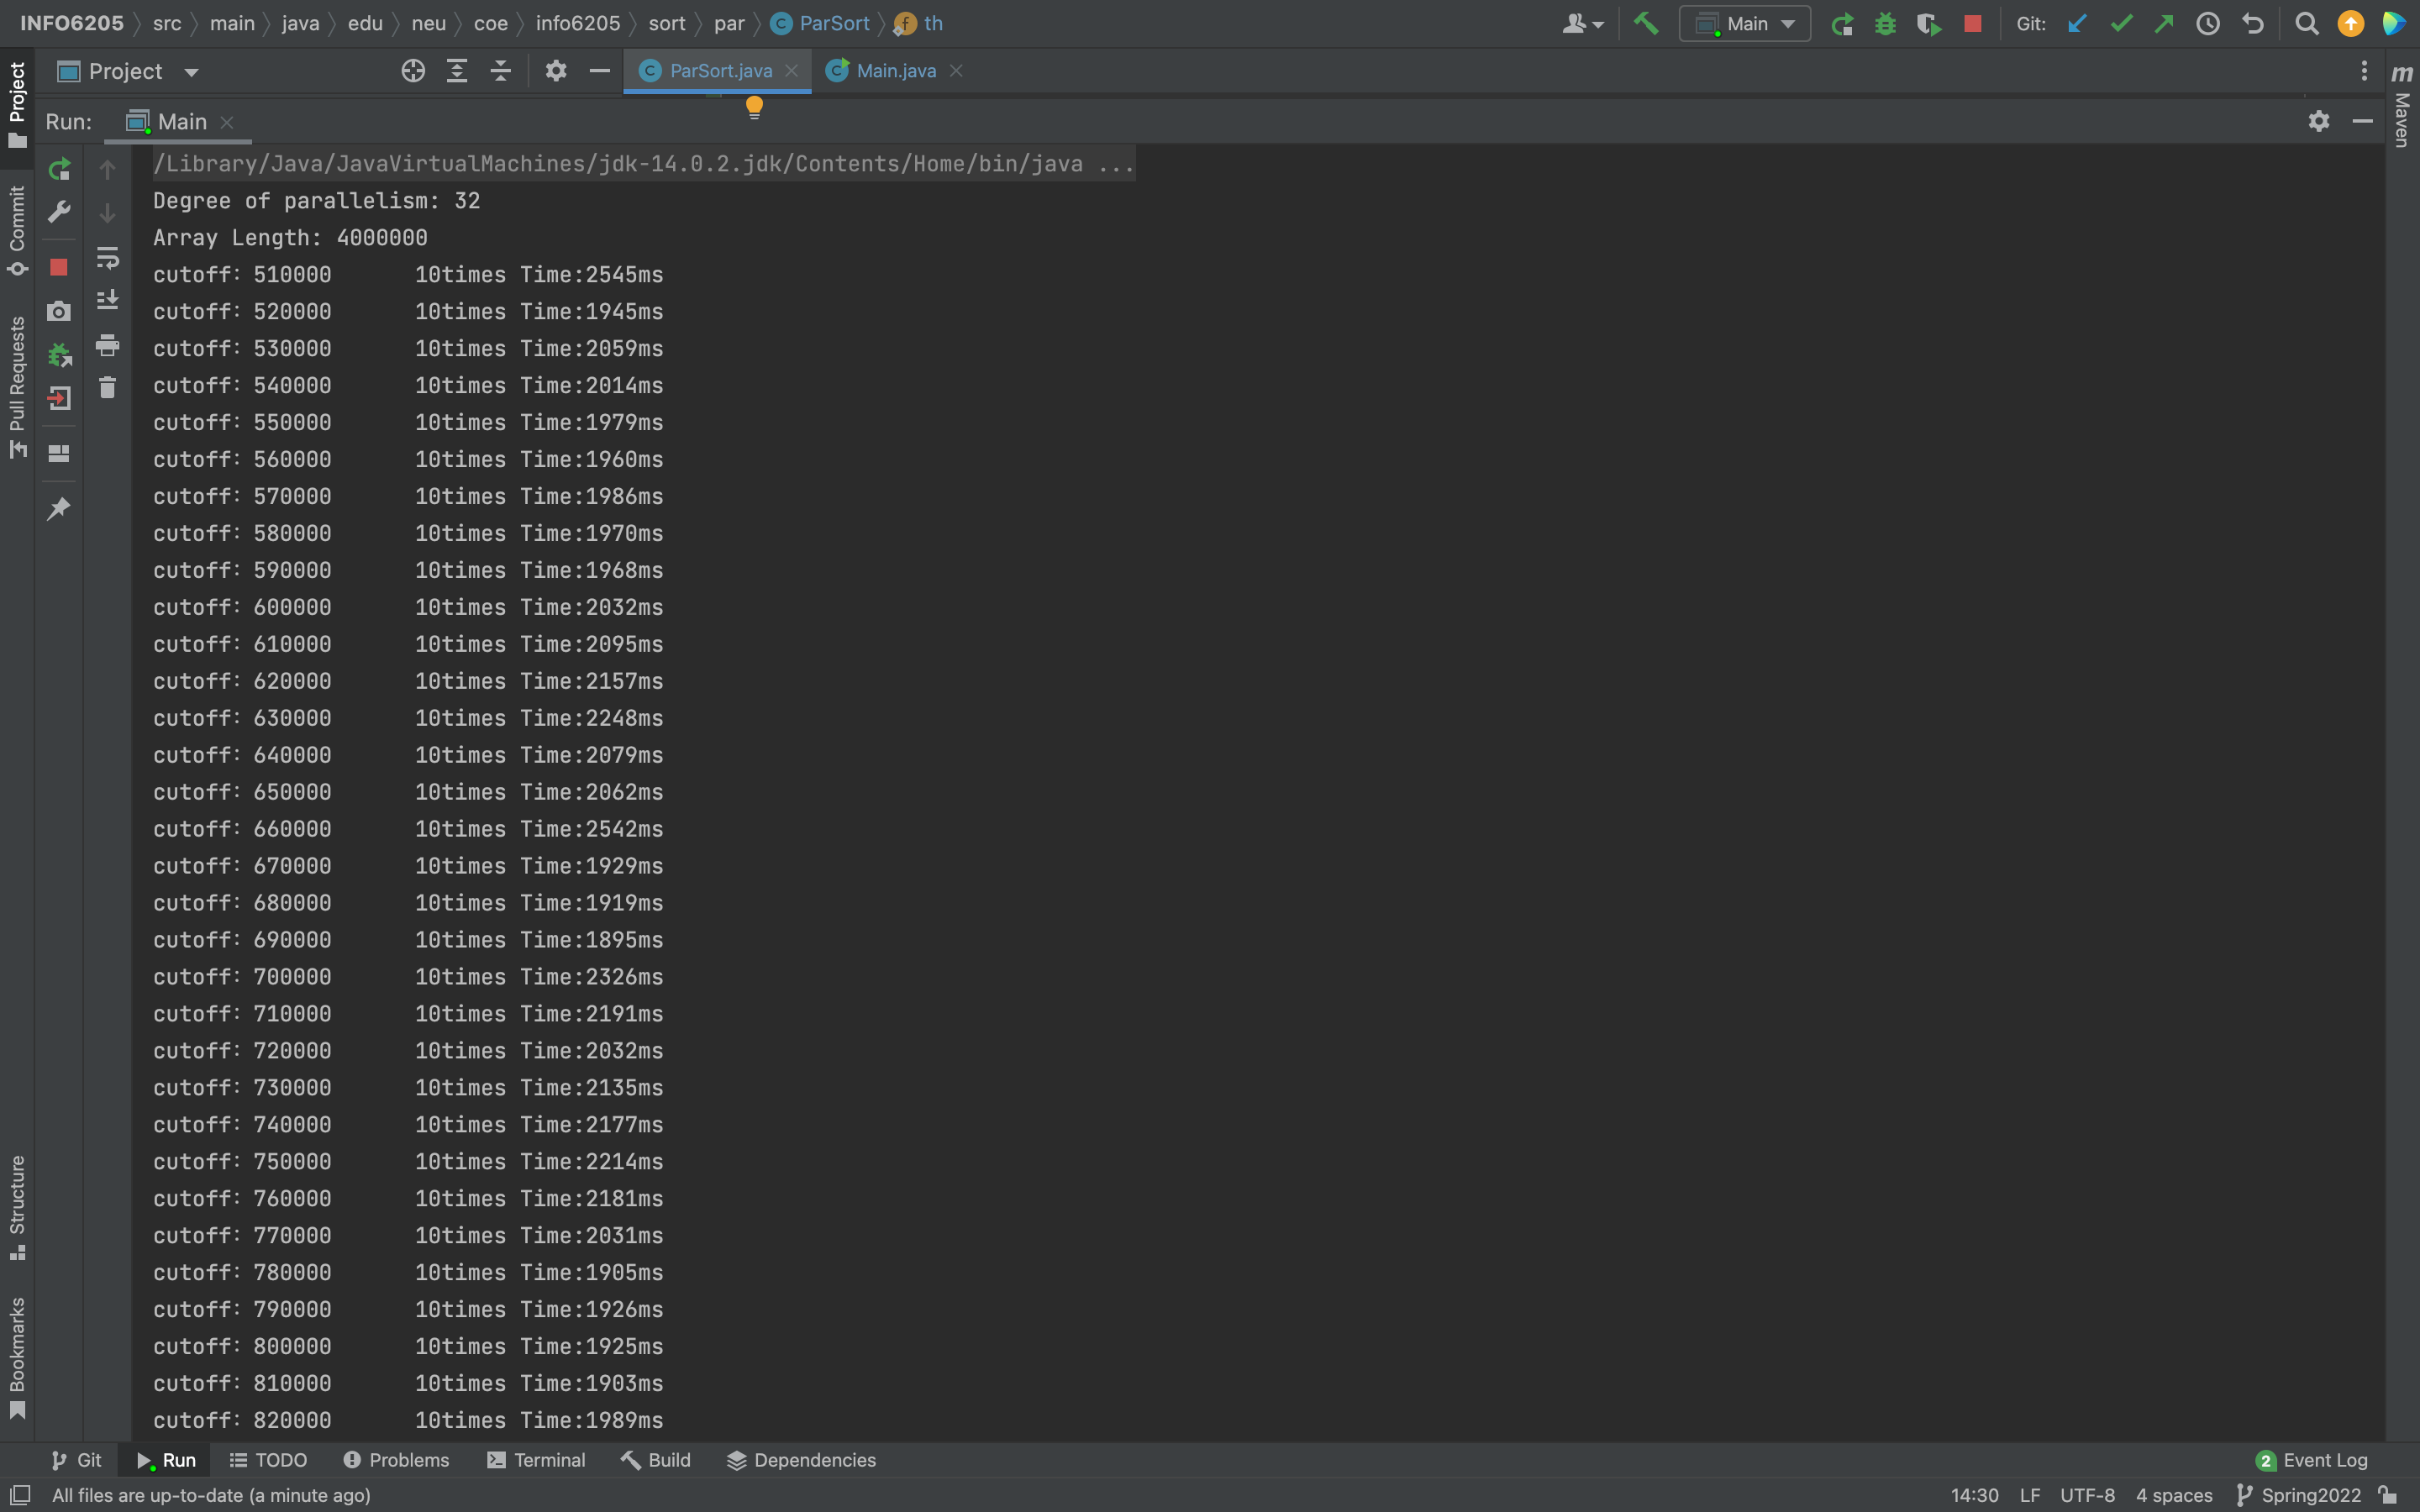 INFO6205 src main java edu neu coe info6205 sort par ParSort th Main Git:
Project ParSort.java Main.java
Run: Main
/Library/Java/JavaVirtualMachines/jdk-14.0.2.jdk/Contents/Home/bin/java ...
Degree of parallelism: 32
Array Length: 4000000
cutoff: 510000 10times Time:2545ms
cutoff: 520000 10times Time:1945ms
cutoff: 530000 10times Time:2059ms
cutoff: 540000 10times Time:2014ms
cutoff: 550000 10times Time:1979ms
cutoff: 560000 10times Time:1960ms
cutoff: 570000 10times Time:1986ms
cutoff: 580000 10times Time:1970ms
cutoff: 590000 10times Time:1968ms
cutoff: 600000 10times Time:2032ms
cutoff: 610000 10times Time:2095ms
cutoff: 620000 10times Time:2157ms
cutoff: 630000 10times Time:2248ms
cutoff: 640000 10times Time:2079ms
cutoff: 650000 10times Time:2062ms
cutoff: 660000 10times Time:2542ms
cutoff: 670000 10times Time:1929ms
cutoff: 680000 10times Time:1919ms
cutoff: 690000 10times Time:1895ms
cutoff: 700000 10times Time:2326ms
cutoff: 710000 10times Time:2191ms
cutoff: 720000 10times Time:2032ms
cutoff: 730000 10times Time:2135ms
cutoff: 740000 10times Time:2177ms
cutoff: 750000 10times Time:2214ms
cutoff: 760000 10times Time:2181ms
cutoff: 770000 10times Time:2031ms
cutoff: 780000 10times Time:1905ms
cutoff: 790000 10times Time:1926ms
cutoff: 800000 10times Time:1925ms
cutoff: 810000 10times Time:1903ms
cutoff: 820000 10times Time:1989ms
Project
Commit
Pull Requests
Structure
Bookmarks
m Maven
Git Run TODO Problems Terminal Build Dependencies 2 Event Log
All files are up-to-date (a minute ago) 14:30 LF UTF-8 4 spaces Spring2022